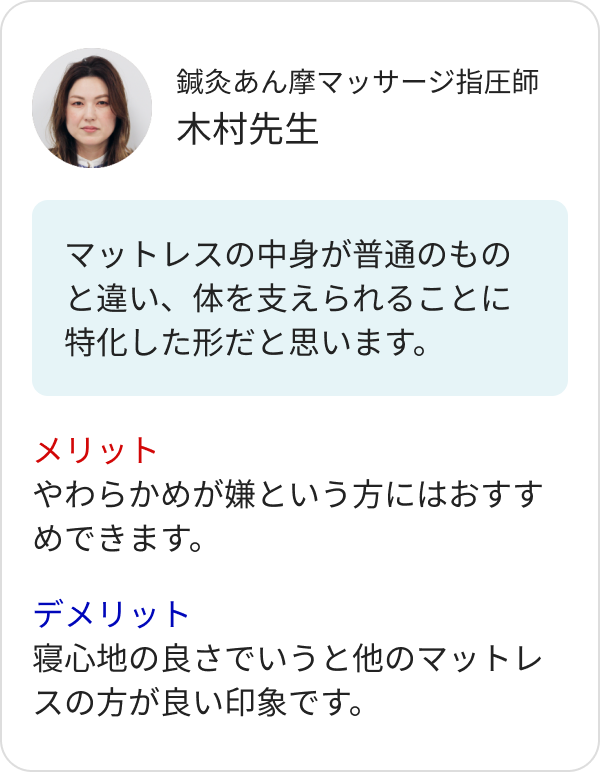 鍼灸あん摩マッサージ指圧師
木村先生
マットレスの中身が普通のもの
と違い、体を支えられることに
特化した形だと思います。
メリット
やわらかめが嫌という方にはおすす
めできます。
デメリット
寝心地の良さでいうと他のマットレ
スの方が良い印象です。